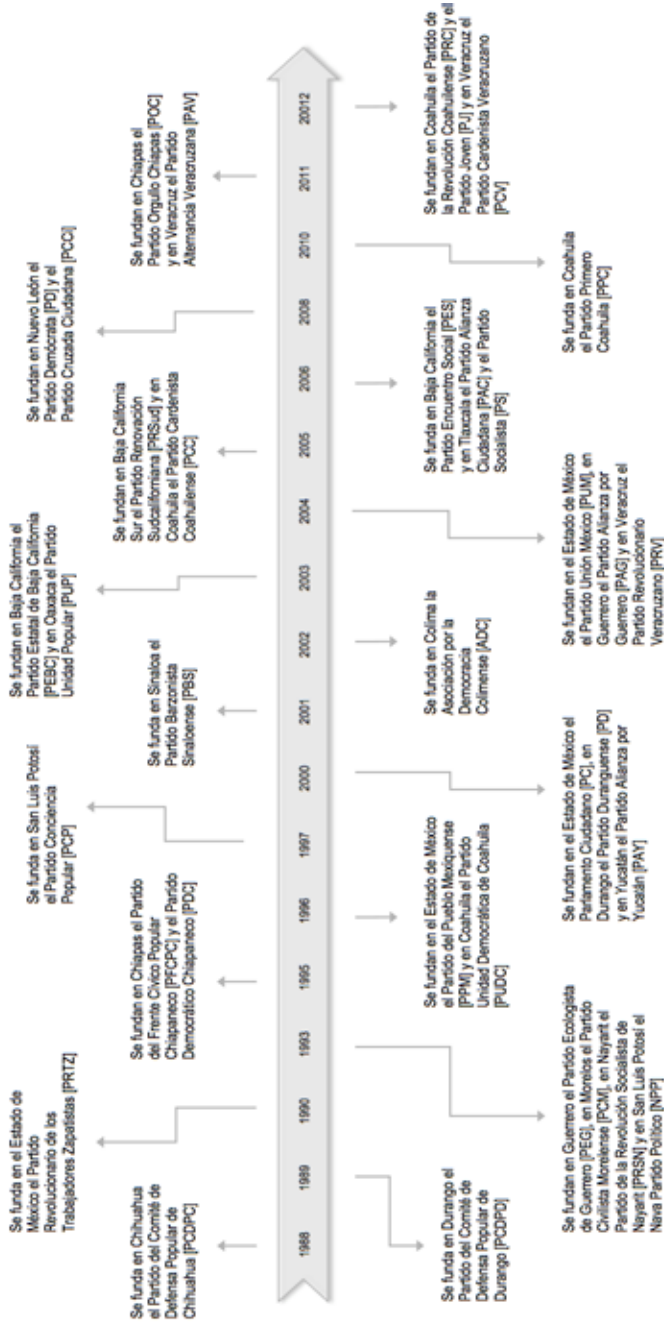 Se funda en el Estado de
México el Partido
Revolucionario de los
Trabajadores Zapatistas [PRTZ]
Se funda en San Luis Potosí
el Partido Conciencia
Popular [PCP]
Se fundan en Baja California el
Partido Estatal de Baja California
[PEBC] y en Oaxaca el Partido
Unidad Popular [PUP]
Se fundan en Nuevo León el
Partido Demócrata [PD] y el
Partido Cruzada Ciudadana [PCCi]
Se funda en Chihuahua
el Partido del Comité de
Defensa Popular de
Chihuahua [PCDPC]
Se fundan en Chiapas el Partido
del Frente Cívico Popular
Chiapaneco [PFCPC] y el Partido
Democrático Chiapaneco [PDC]
Se funda en Sinaloa el
Partido Barzonista
Sinaloense [PBS]
Se fundan en Baja California
Sur el Partido Renovación
Sudcaliforniana [PRSud] y en
Coahuila el Partido Cardenista
Coahuilense [PCC]
Se fundan en Chiapas el
Partido Orgullo Chiapas [POC]
y en Veracruz el Partido
Alternancia Veracruzana [PAV]
1988 1989 1990 1993 1995 1996 1997 2000 2001 2002 2003 2004 2005 2006 2008 2010 2011 20012
Se funda en Durango el
Partido del Comité de
Defensa Popular de
Durango [PCDPD]
Se fundan en el Estado de México
el Partido del Pueblo Mexiquense
[PPM] y en Coahuila el Partido
Unidad Democrática de Coahuila
[PUDC]
Se funda en Colima la
Asociación por la
Democracia
Colimense [ADC]
Se fundan en Baja California el
Partido Encuentro Social [PES]
y en Tlaxcala el Partido Alianza
Ciudadana [PAC] y el Partido
Socialista [PS]
Se fundan en Coahuila el Partido de
la Revolución Coahuilense [PRC] y el
Partido Joven [PJ] y en Veracruz el
Partido Cardenista Veracruzano
[PCV]
Se fundan en Guerrero el Partido Ecologista
de Guerrero [PEG], en Morelos el Partido
Civilista Morelense [PCM], en Nayarit el
Partido de la Revolución Socialista de
Nayarit [PRSN] y en San Luis Potosí el
Nava Partido Político [NPP]
Se fundan en el Estado de México el
Parlamento Ciudadano [PC], en
Durango el Partido Duranguense [PD]
y en Yucatán el Partido Alianza por
Yucatán [PAY]
Se fundan en el Estado de México
el Partido Unión México [PUM], en
Guerrero el Partido Alianza por
Guerrero [PAG] y en Veracruz el
Partido Revolucionario
Veracruzano [PRV]
Se funda en Coahuila
el Partido Primero
Coahuila [PPC]